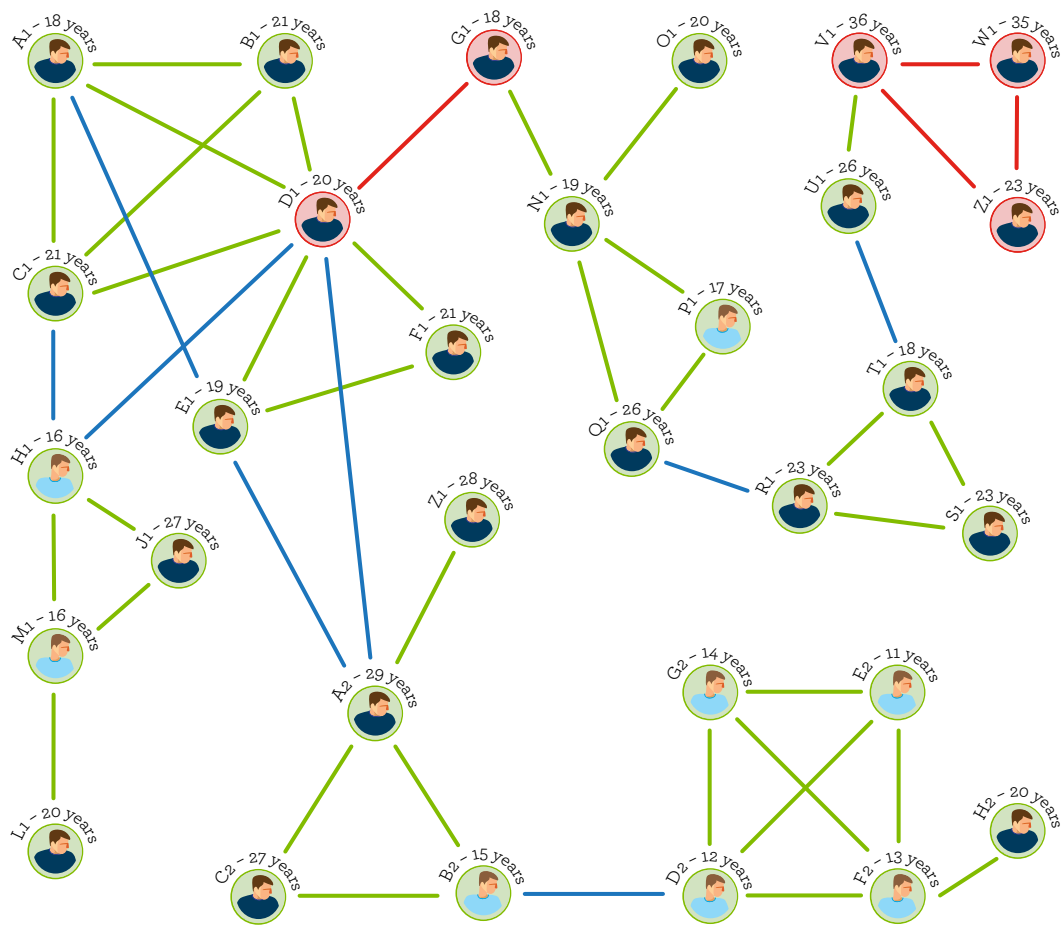 A1 - 18 years
B1 - 21 years
G1 - 18 years
O1 - 20 years
V1 - 36 years
W1 - 35 years
D1 - 20 years
N1 - 19 years
U1 - 26 years
Z1 - 23 years
C1 - 21 years
F1 - 21 years
P1 - 17 years
T1 - 18 years
E1 - 19 years
Q1 - 26 years
H1 - 16 years
Z1 - 28 years
R1 - 23 years
S1 - 23 years
J1 - 27 years
M1 - 16 years
A2 - 29 years
G2 - 14 years
E2 - 11 years
L1 - 20 years
H2 - 20 years
C2 - 27 years
B2 - 15 years
D2 - 12 years
F2 - 13 years